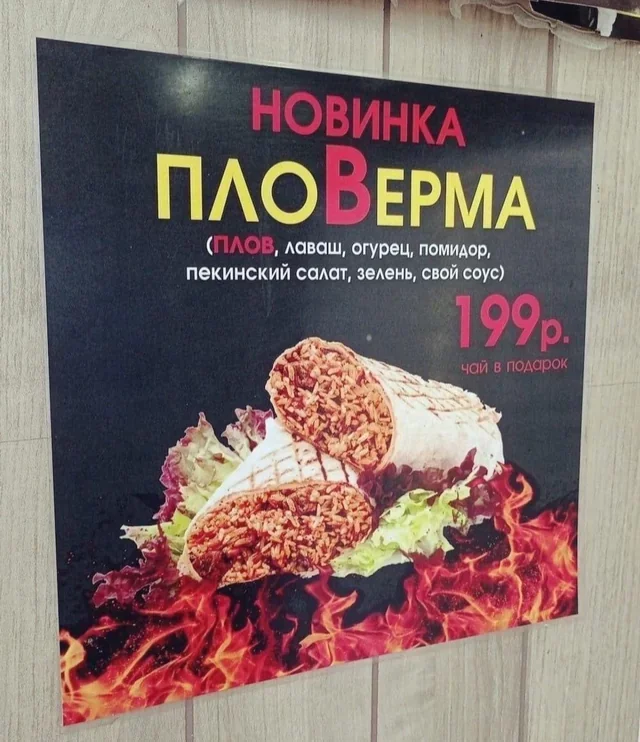 НОВИНКА
ПЛОВЕРМА
(ПЛОВ, лаваш, огурец, помидор,
пекинский салат, зелень, свой соус)
199р.
чай в подарок